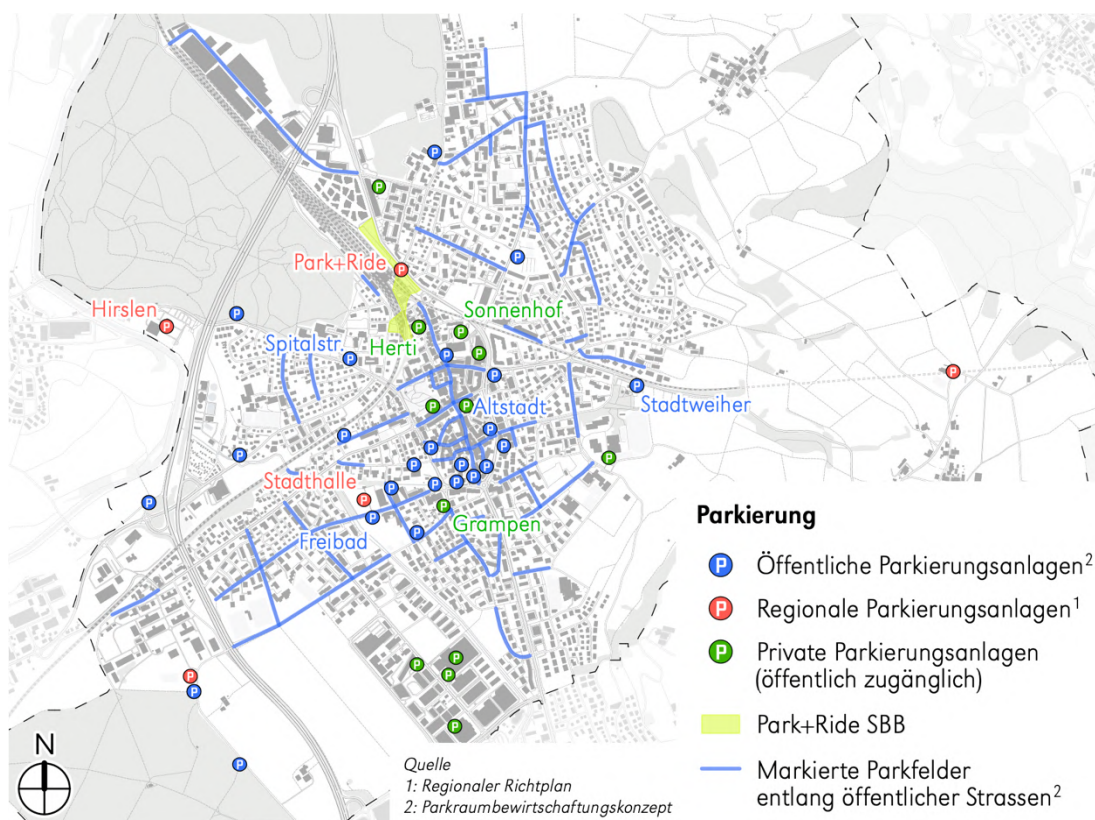 Park+Ride
Hirslen
Sonnenhof
Herti
Spitalstr.
Altstadt
Stadtweiher
Stadthalle
Grampen
Freibad
Parkierung
P Öffentliche Parkierungsanlagen²
P Regionale Parkierungsanlagen¹
P Private Parkierungsanlagen
(öffentlich zugänglich)
Park+Ride SBB
Markierte Parkfelder
entlang öffentlicher Strassen²
N
Quelle
1: Regionaler Richtplan
2: Parkraumbewirtschaftungskonzept